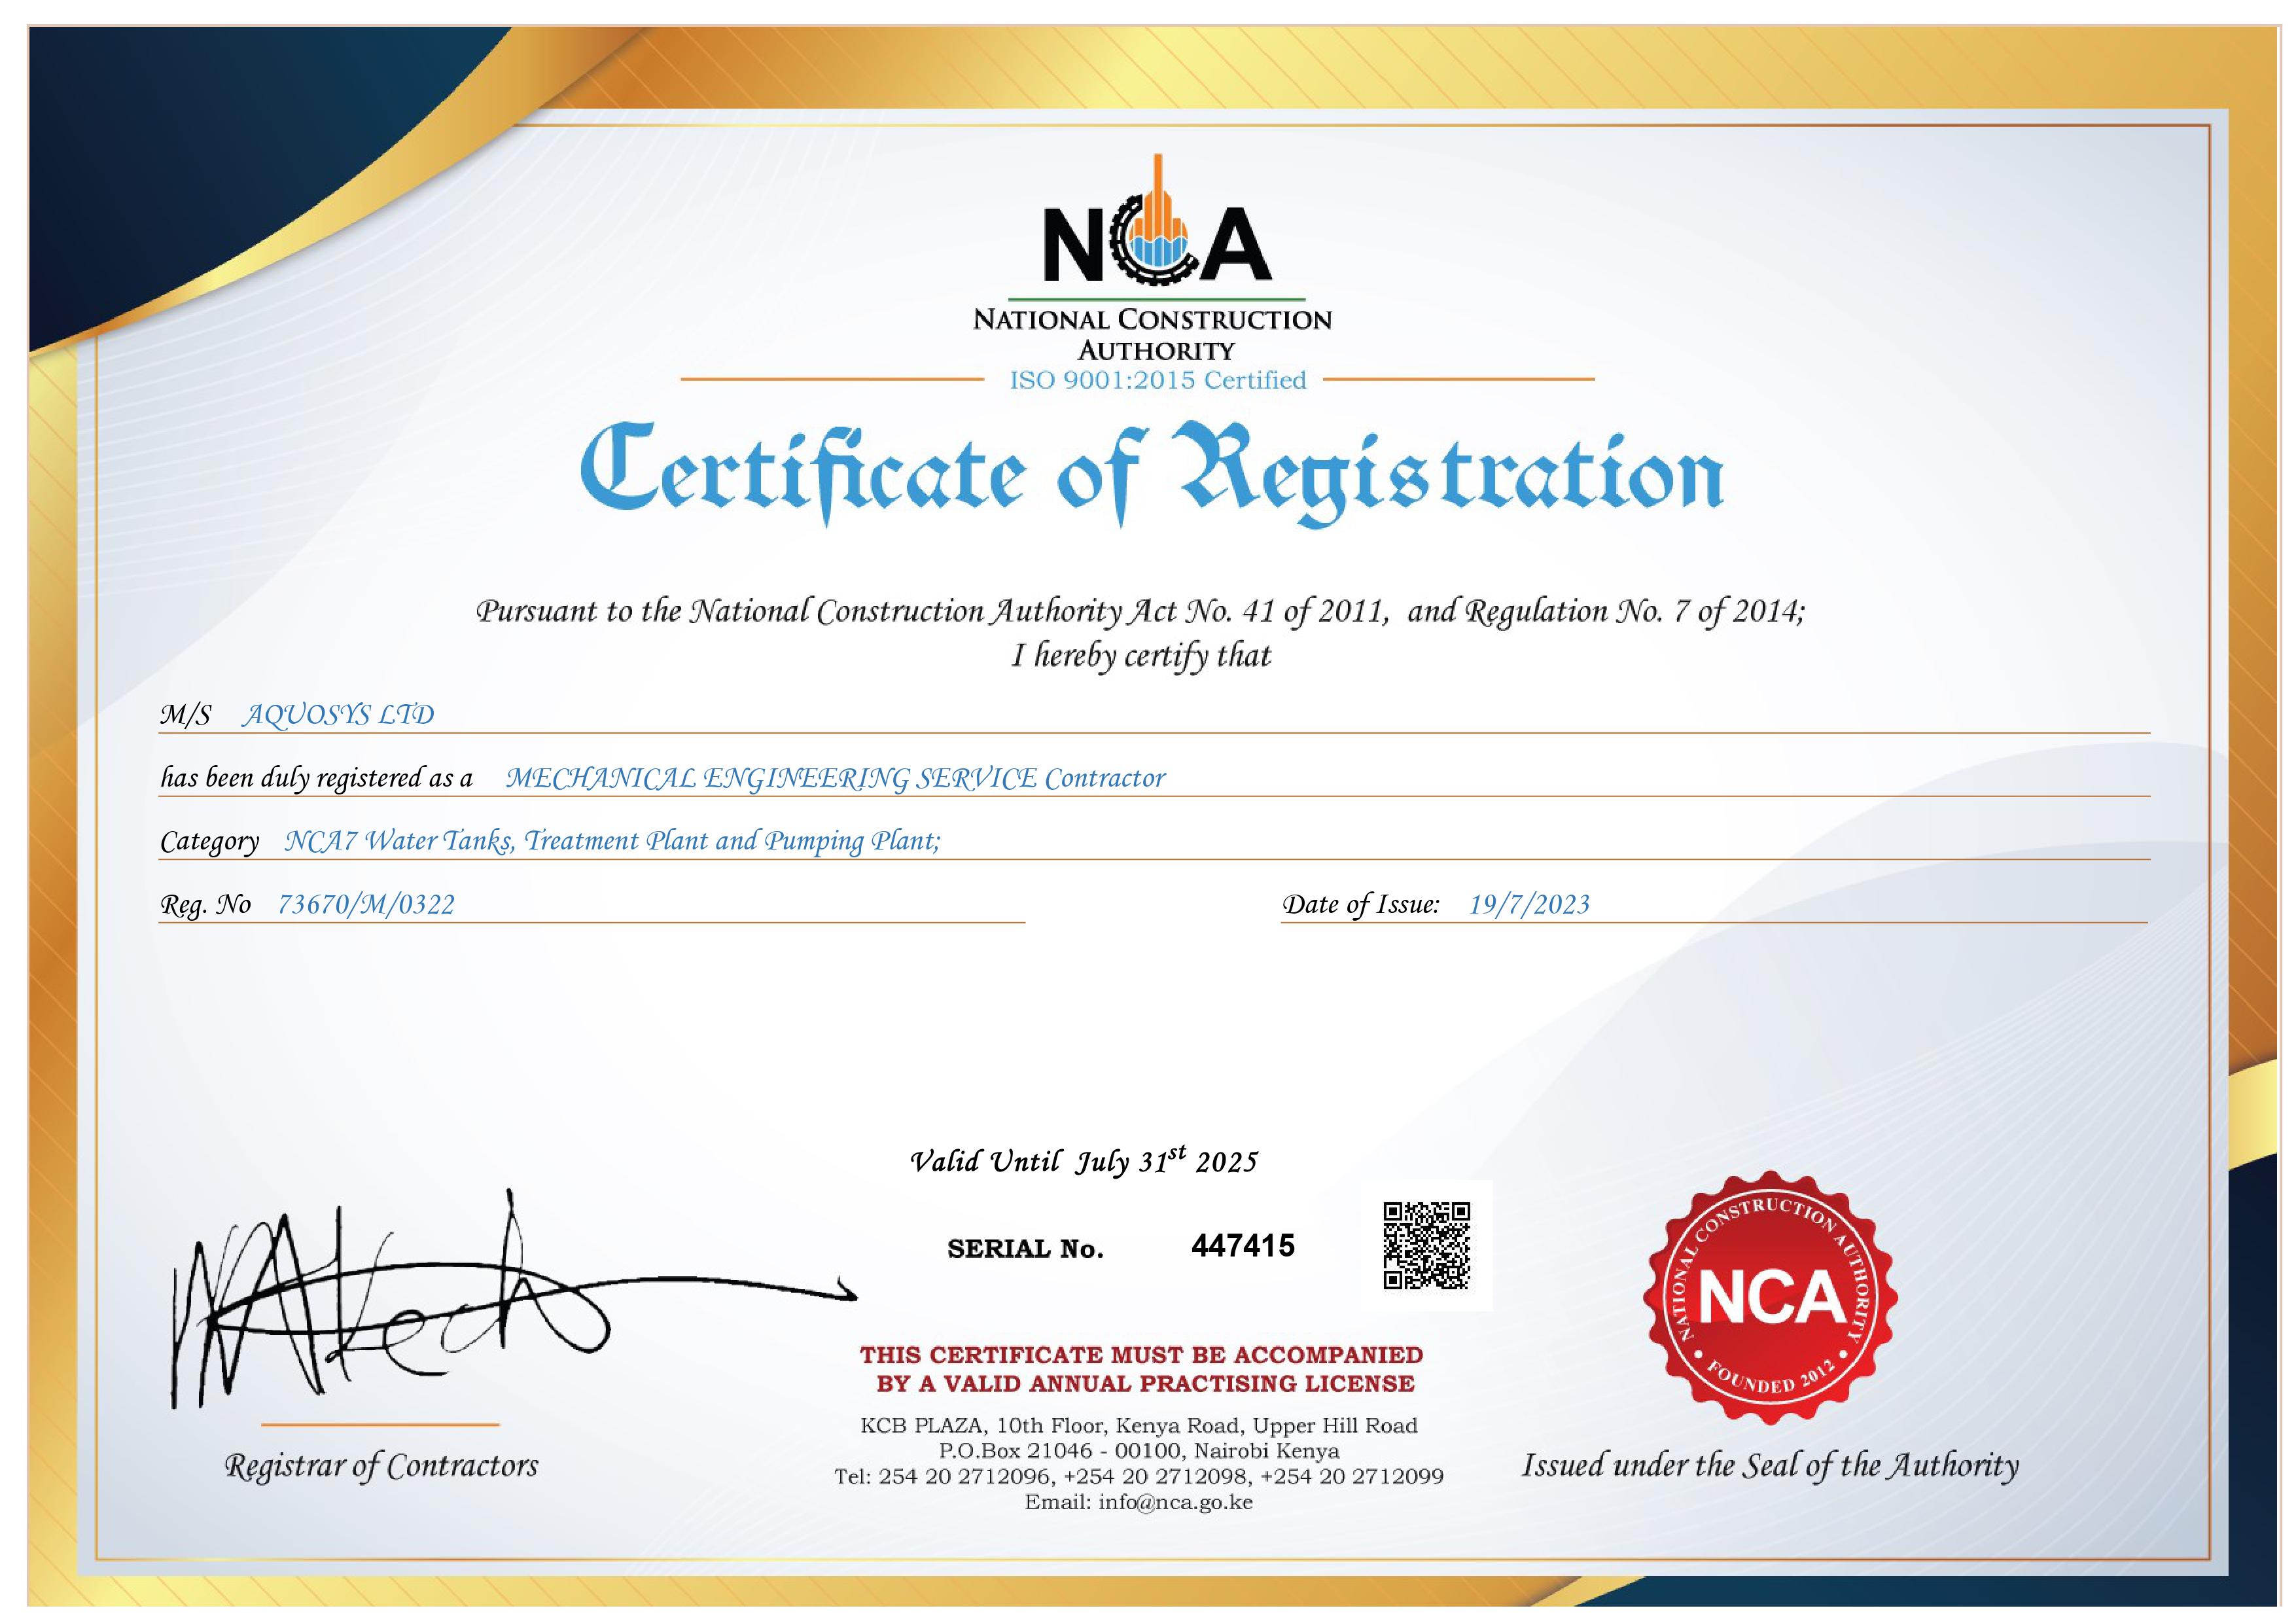 NCA
NATIONAL CONSTRUCTION
AUTHORITY
ISO 9001:2015 Certified
Certificate of Registration
Pursuant to the National Construction Authority Act No. 41 of 2011, and Regulation No. 7 of 2014;
I hereby certify that
M/S AQUOSYS LTD
has been duly registered as a MECHANICAL ENGINEERING SERVICE Contractor
Category NCA7 Water Tanks, Treatment Plant and Pumping Plant;
Reg. No 73670/M/0322 Date of Issue: 19/7/2023
Valid Until July 31st 2025
SERIAL No. 447415
NATIONAL CONSTRUCTION AUTHORITY
NCA
• FOUNDED 2012 •
THIS CERTIFICATE MUST BE ACCOMPANIED
BY A VALID ANNUAL PRACTISING LICENSE
KCB PLAZA, 10th Floor, Kenya Road, Upper Hill Road
P.O.Box 21046 - 00100, Nairobi Kenya
Tel: 254 20 2712096, +254 20 2712098, +254 20 2712099
Email: info@nca.go.ke
Registrar of Contractors
Issued under the Seal of the Authority